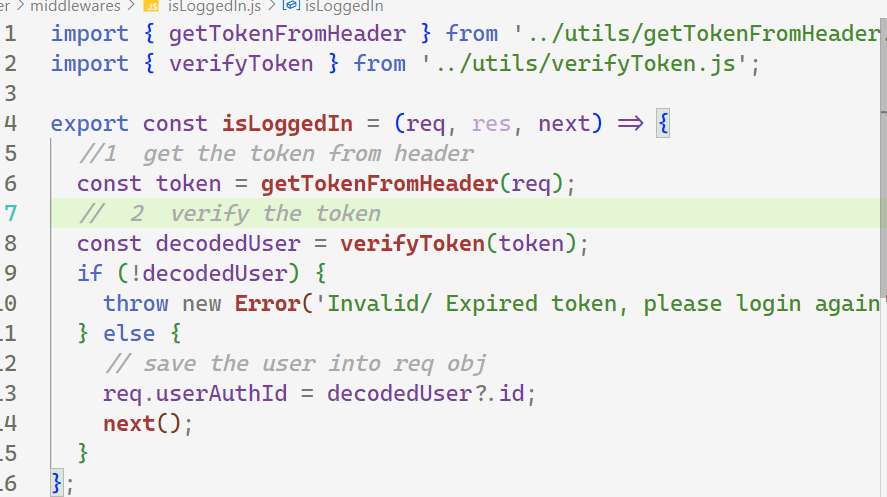 er > middlewares > JS isLoggedIn.js > isLoggedIn
1 import { getTokenFromHeader } from '../utils/getTokenFromHeader.
2 import { verifyToken } from '../utils/verifyToken.js';
3
4 export const isLoggedIn = (req, res, next) => {
5 //1  get the token from header
6 const token = getTokenFromHeader(req);
7 //  2  verify the token
8 const decodedUser = verifyToken(token);
9 if (!decodedUser) {
10 throw new Error('Invalid/ Expired token, please login again'
11 } else {
12 // save the user into req obj
13 req.userAuthId = decodedUser?.id;
14 next();
15 }
16 };